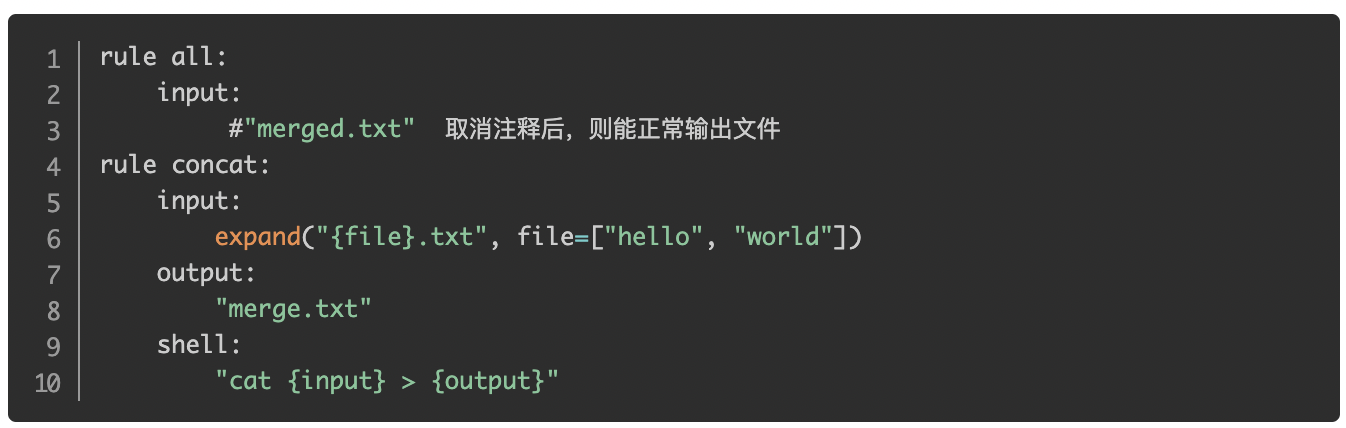 1 rule all:
2     input:
3         #"merged.txt"  取消注释后，则能正常输出文件
4 rule concat:
5     input:
6         expand("{file}.txt", file=["hello", "world"])
7     output:
8         "merge.txt"
9     shell:
10         "cat {input} > {output}"